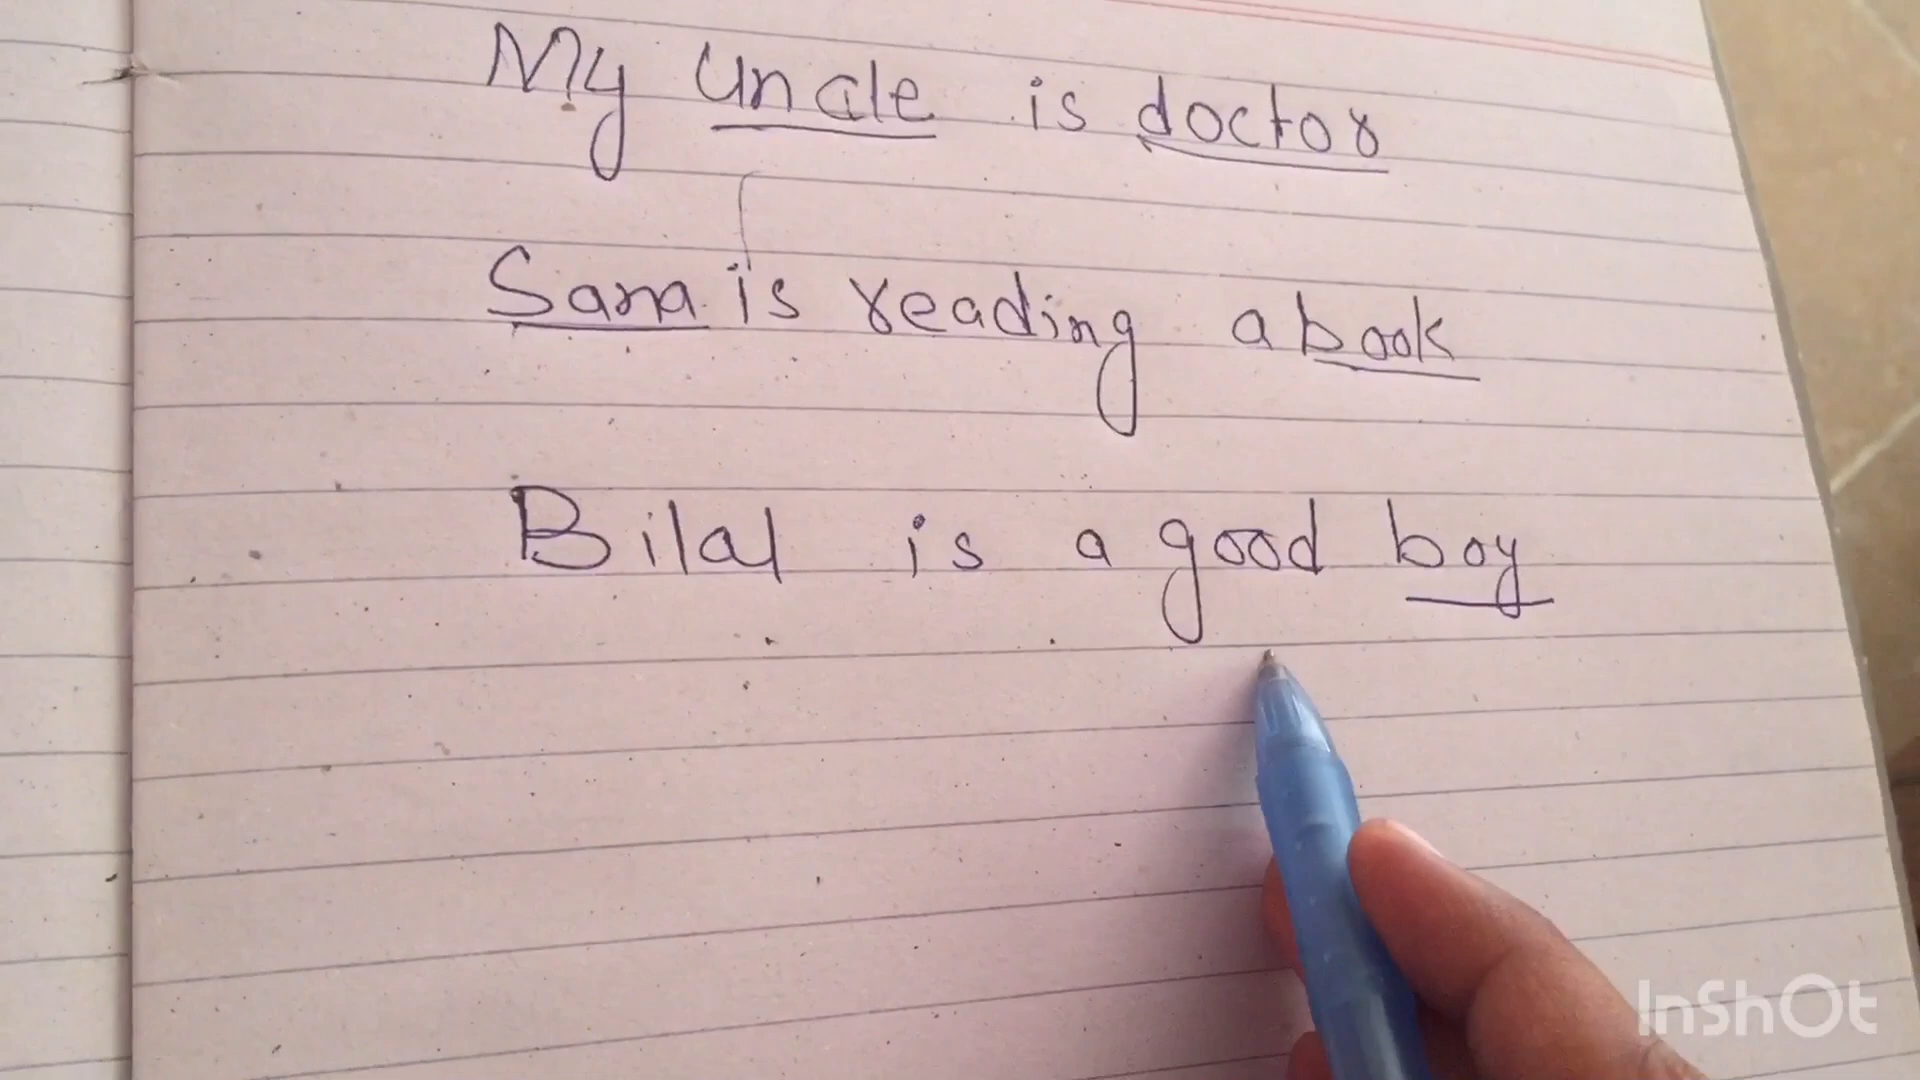 My uncle is doctor
Sana is reading a book
Bilal is a good boy
InShOt